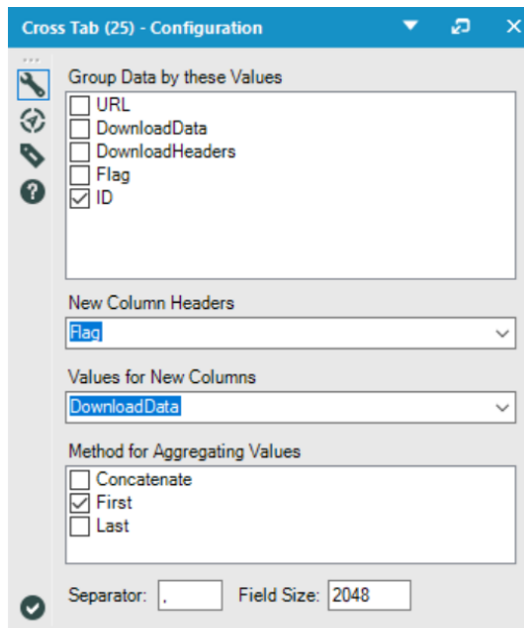 Cross Tab (25) - Configuration
Group Data by these Values
URL
DownloadData
DownloadHeaders
Flag
ID
New Column Headers
Flag
Values for New Columns
DownloadData
Method for Aggregating Values
Concatenate
First
Last
Separator: , Field Size: 2048